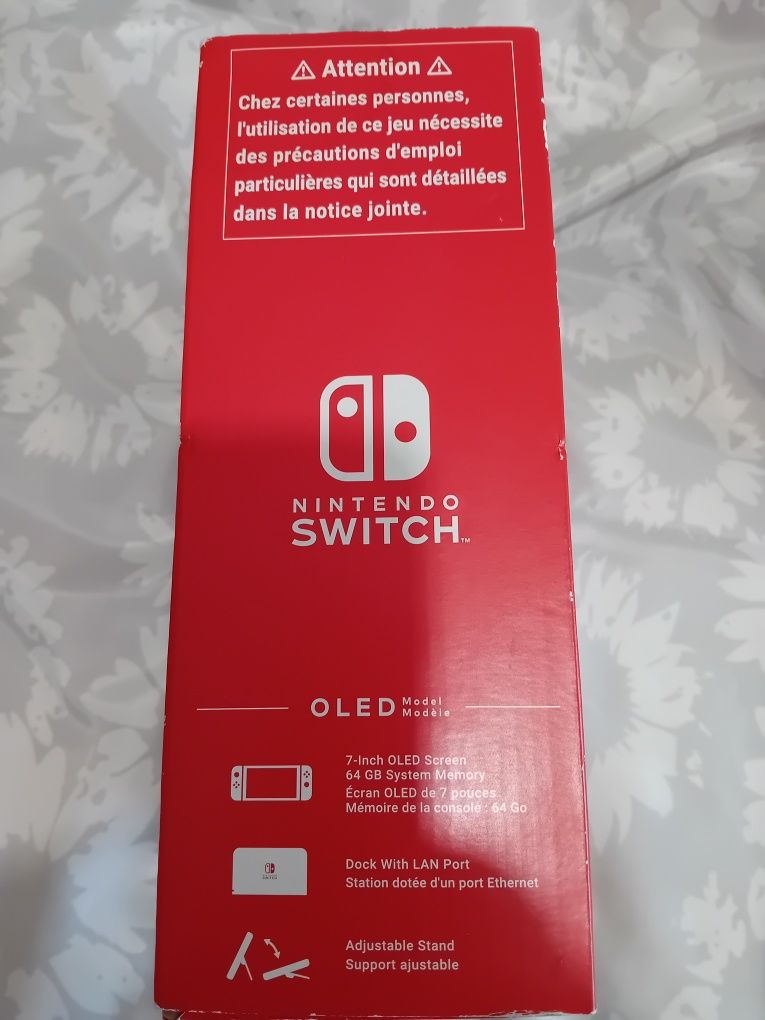 ⚠ Attention ⚠
Chez certaines personnes,
l'utilisation de ce jeu nécessite
des précautions d'emploi
particulières qui sont détaillées
dans la notice jointe.
NINTENDO
SWITCH™
OLED Model
Modèle
7-Inch OLED Screen
64 GB System Memory
Écran OLED de 7 pouces
Mémoire de la console : 64 Go
Dock With LAN Port
Station dotée d'un port Ethernet
Adjustable Stand
Support ajustable